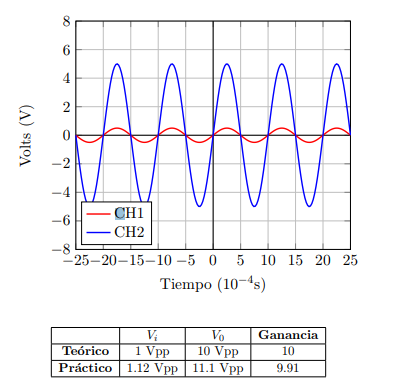 8
6
4
2
0
−2
−4
−6
−8
Volts (V)
CH1
CH2
−25 −20 −15 −10 −5 0 5 10 15 20 25
Tiempo (10⁻⁴s)
Vᵢ V₀ Ganancia
Teórico 1 Vpp 10 Vpp 10
Práctico 1.12 Vpp 11.1 Vpp 9.91